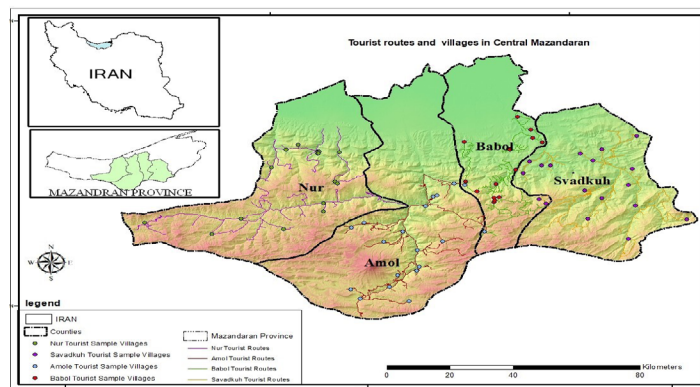 Tourist routes and villages in Central Mazandaran
IRAN
MAZANDRAN PROVINCE
Babol
Svadkuh
Nur
Amol
N
W E
S
legend
IRAN
Counties
Nur Tourist Sample Villages
Savadkuh Tourist Sample Villages
Amole Tourist Sample Villages
Babol Tourist Sample Villages
Mazandaran Province
Nur Tourist Routes
Amol Tourist Routes
Babol Tourist Routes
Savadkuh Tourist Routes
Kilometers
0 20 40 80